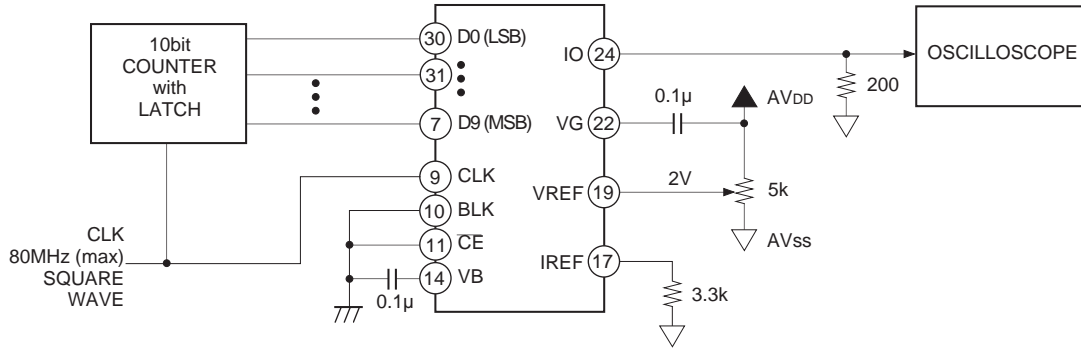 10bit
COUNTER
with
LATCH
30
D0 (LSB)
31
7
D9 (MSB)
9
CLK
10
BLK
11
CE
14
VB
0.1µ
CLK
80MHz (max)
SQUARE
WAVE
IO
24
OSCILLOSCOPE
200
0.1µ
AVDD
VG
22
VREF
19
2V
5k
AVss
IREF
17
3.3k